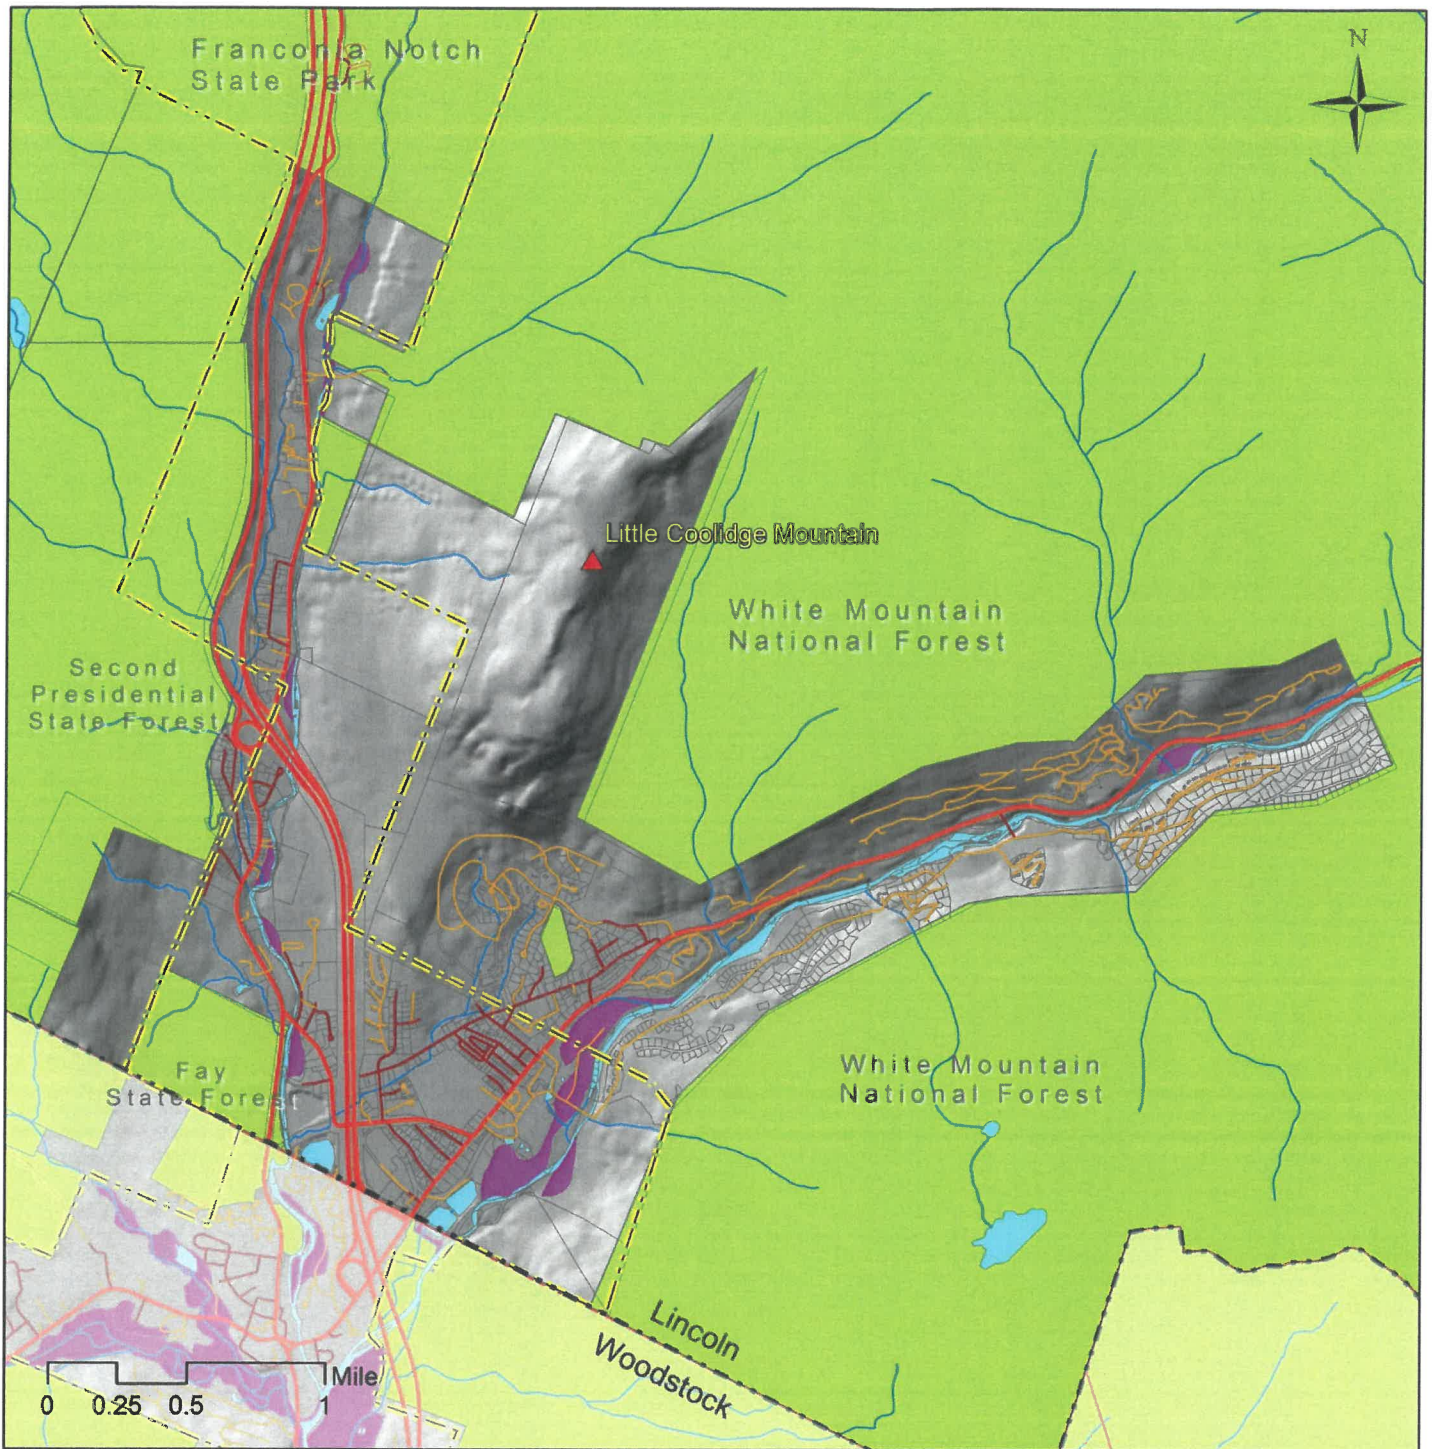 Franconia Notch
State Park
N
Little Coolidge Mountain
White Mountain
National Forest
Second
Presidential
State Forest
White Mountain
National Forest
Fay
State Forest
Lincoln
Woodstock
Mile
0 0.25 0.5 1